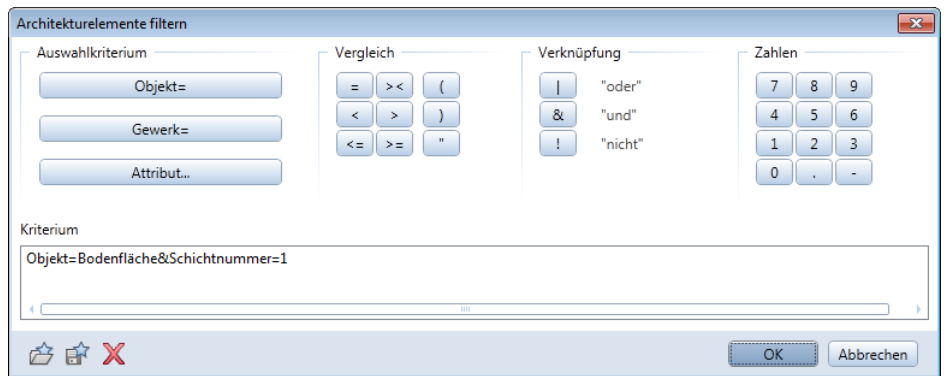 Architekturelemente filtern
Auswahlkriterium Vergleich Verknüpfung Zahlen
Objekt= = >< ( | "oder" 7 8 9
Gewerk= < > ) & "und" 4 5 6
<= >= " ! "nicht" 1 2 3
Attribut... 0 . -
Kriterium
Objekt=Bodenfläche&Schichtnummer=1
OK Abbrechen